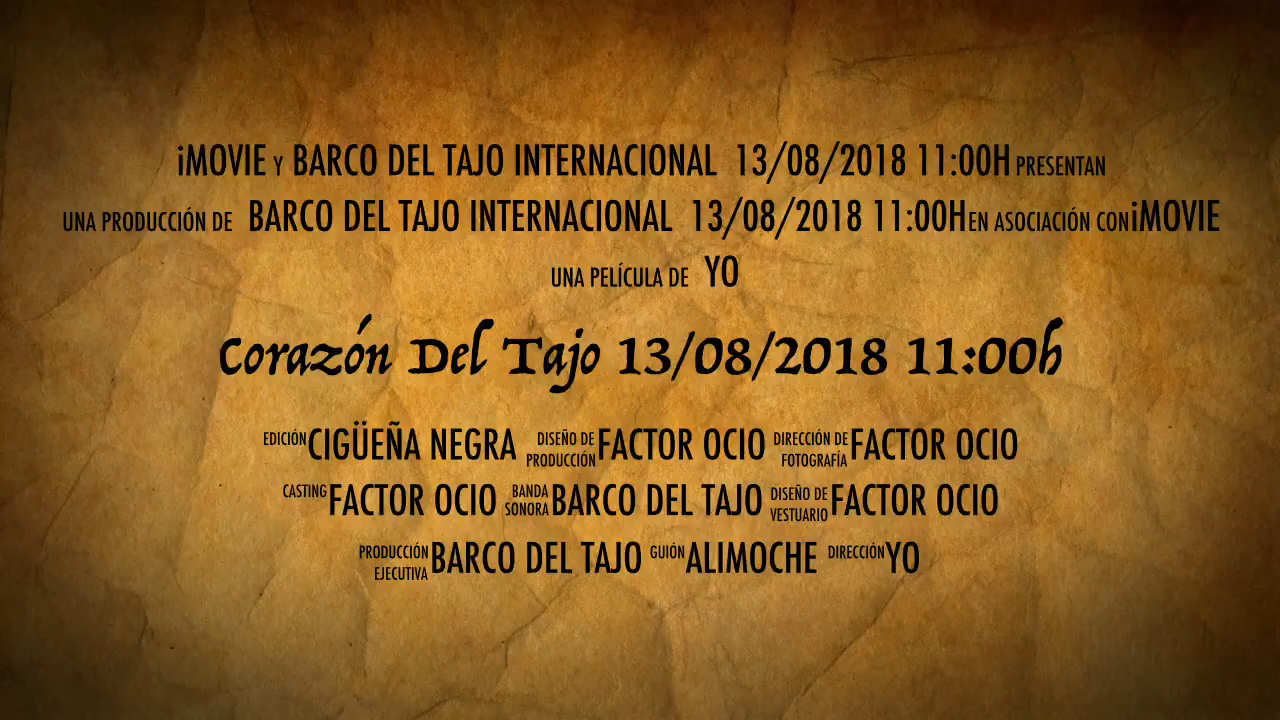 iMOVIE Y BARCO DEL TAJO INTERNACIONAL 13/08/2018 11:00H PRESENTAN
UNA PRODUCCIÓN DE BARCO DEL TAJO INTERNACIONAL 13/08/2018 11:00H EN ASOCIACIÓN CON iMOVIE
UNA PELÍCULA DE YO
Corazón Del Tajo 13/08/2018 11:00h
EDICIÓN CIGÜEÑA NEGRA DISEÑO DE PRODUCCIÓN FACTOR OCIO DIRECCIÓN DE FOTOGRAFÍA FACTOR OCIO
CASTING FACTOR OCIO BANDA SONORA BARCO DEL TAJO DISEÑO DE VESTUARIO FACTOR OCIO
PRODUCCIÓN EJECUTIVA BARCO DEL TAJO GUIÓN ALIMOCHE DIRECCIÓN YO